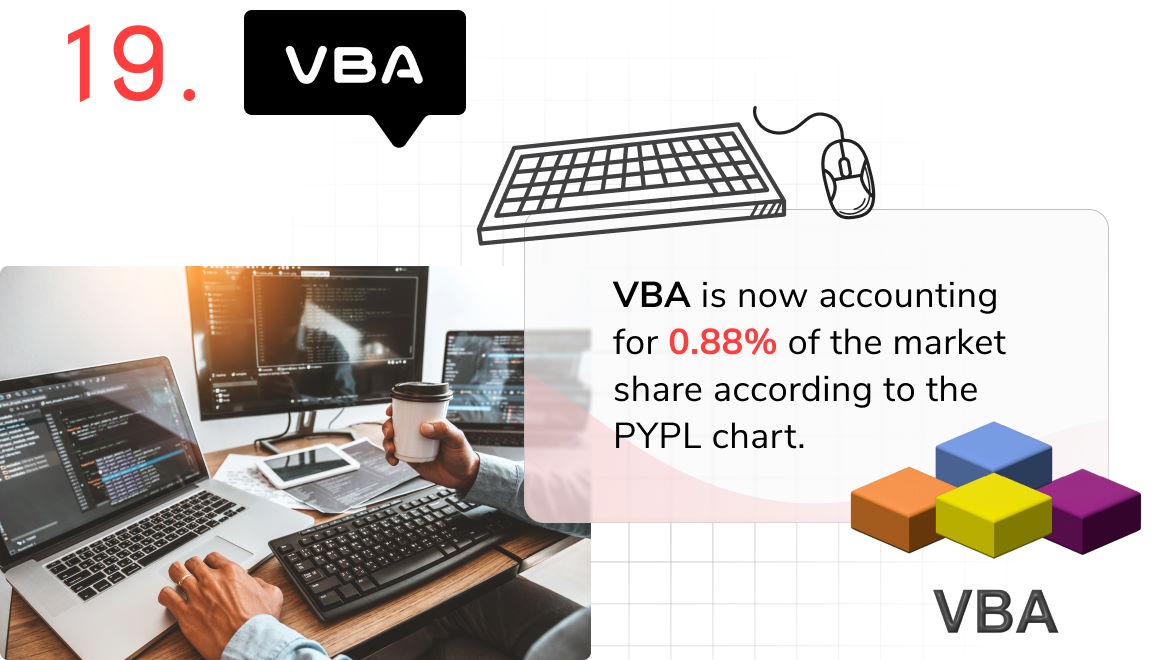 19.
VBA
VBA is now accounting
for 0.88% of the market
share according to the
PYPL chart.
VBA